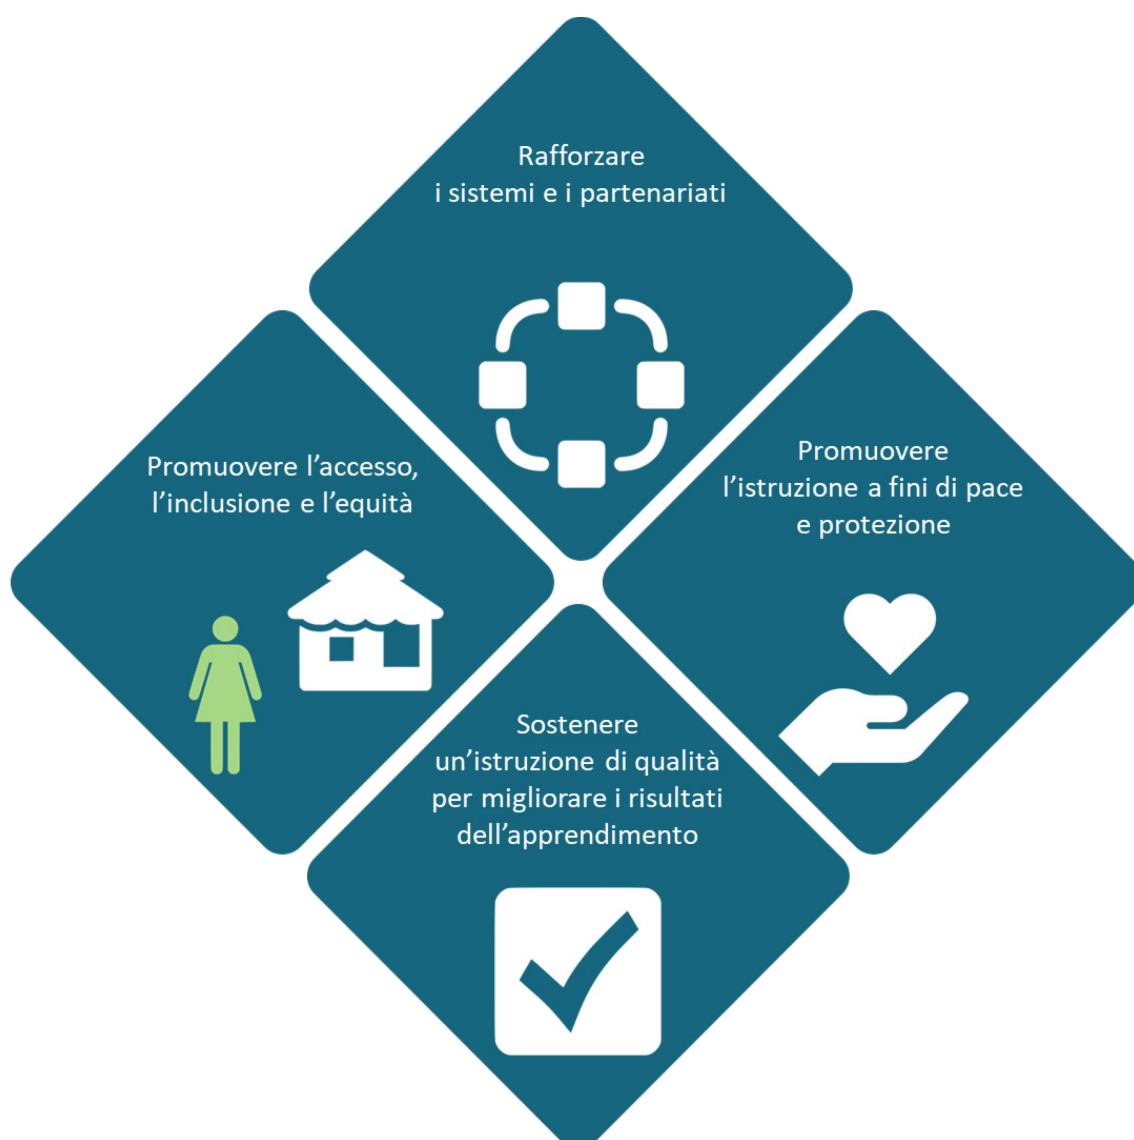 Rafforzare
i sistemi e i partenariati
Promuovere l’accesso,
l’inclusione e l’equità
Promuovere
l’istruzione a fini di pace
e protezione
Sostenere
un’istruzione di qualità
per migliorare i risultati
dell’apprendimento